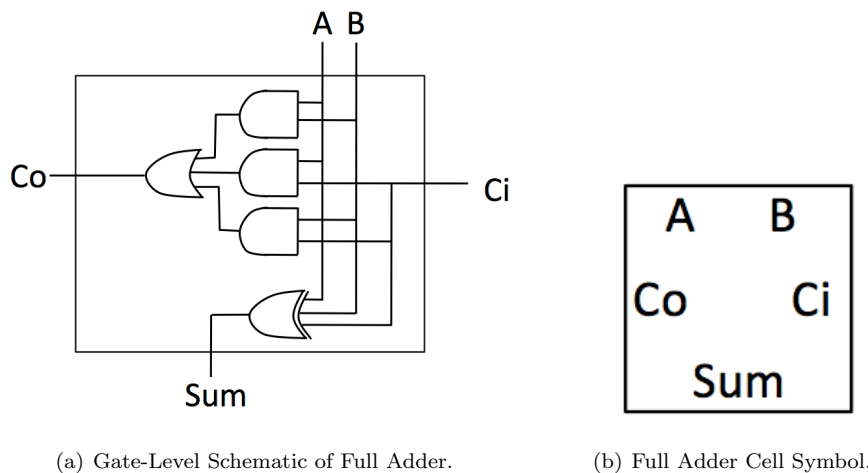 A B
Co
Ci
Sum
A B
Co Ci
Sum
(a) Gate-Level Schematic of Full Adder.
(b) Full Adder Cell Symbol.